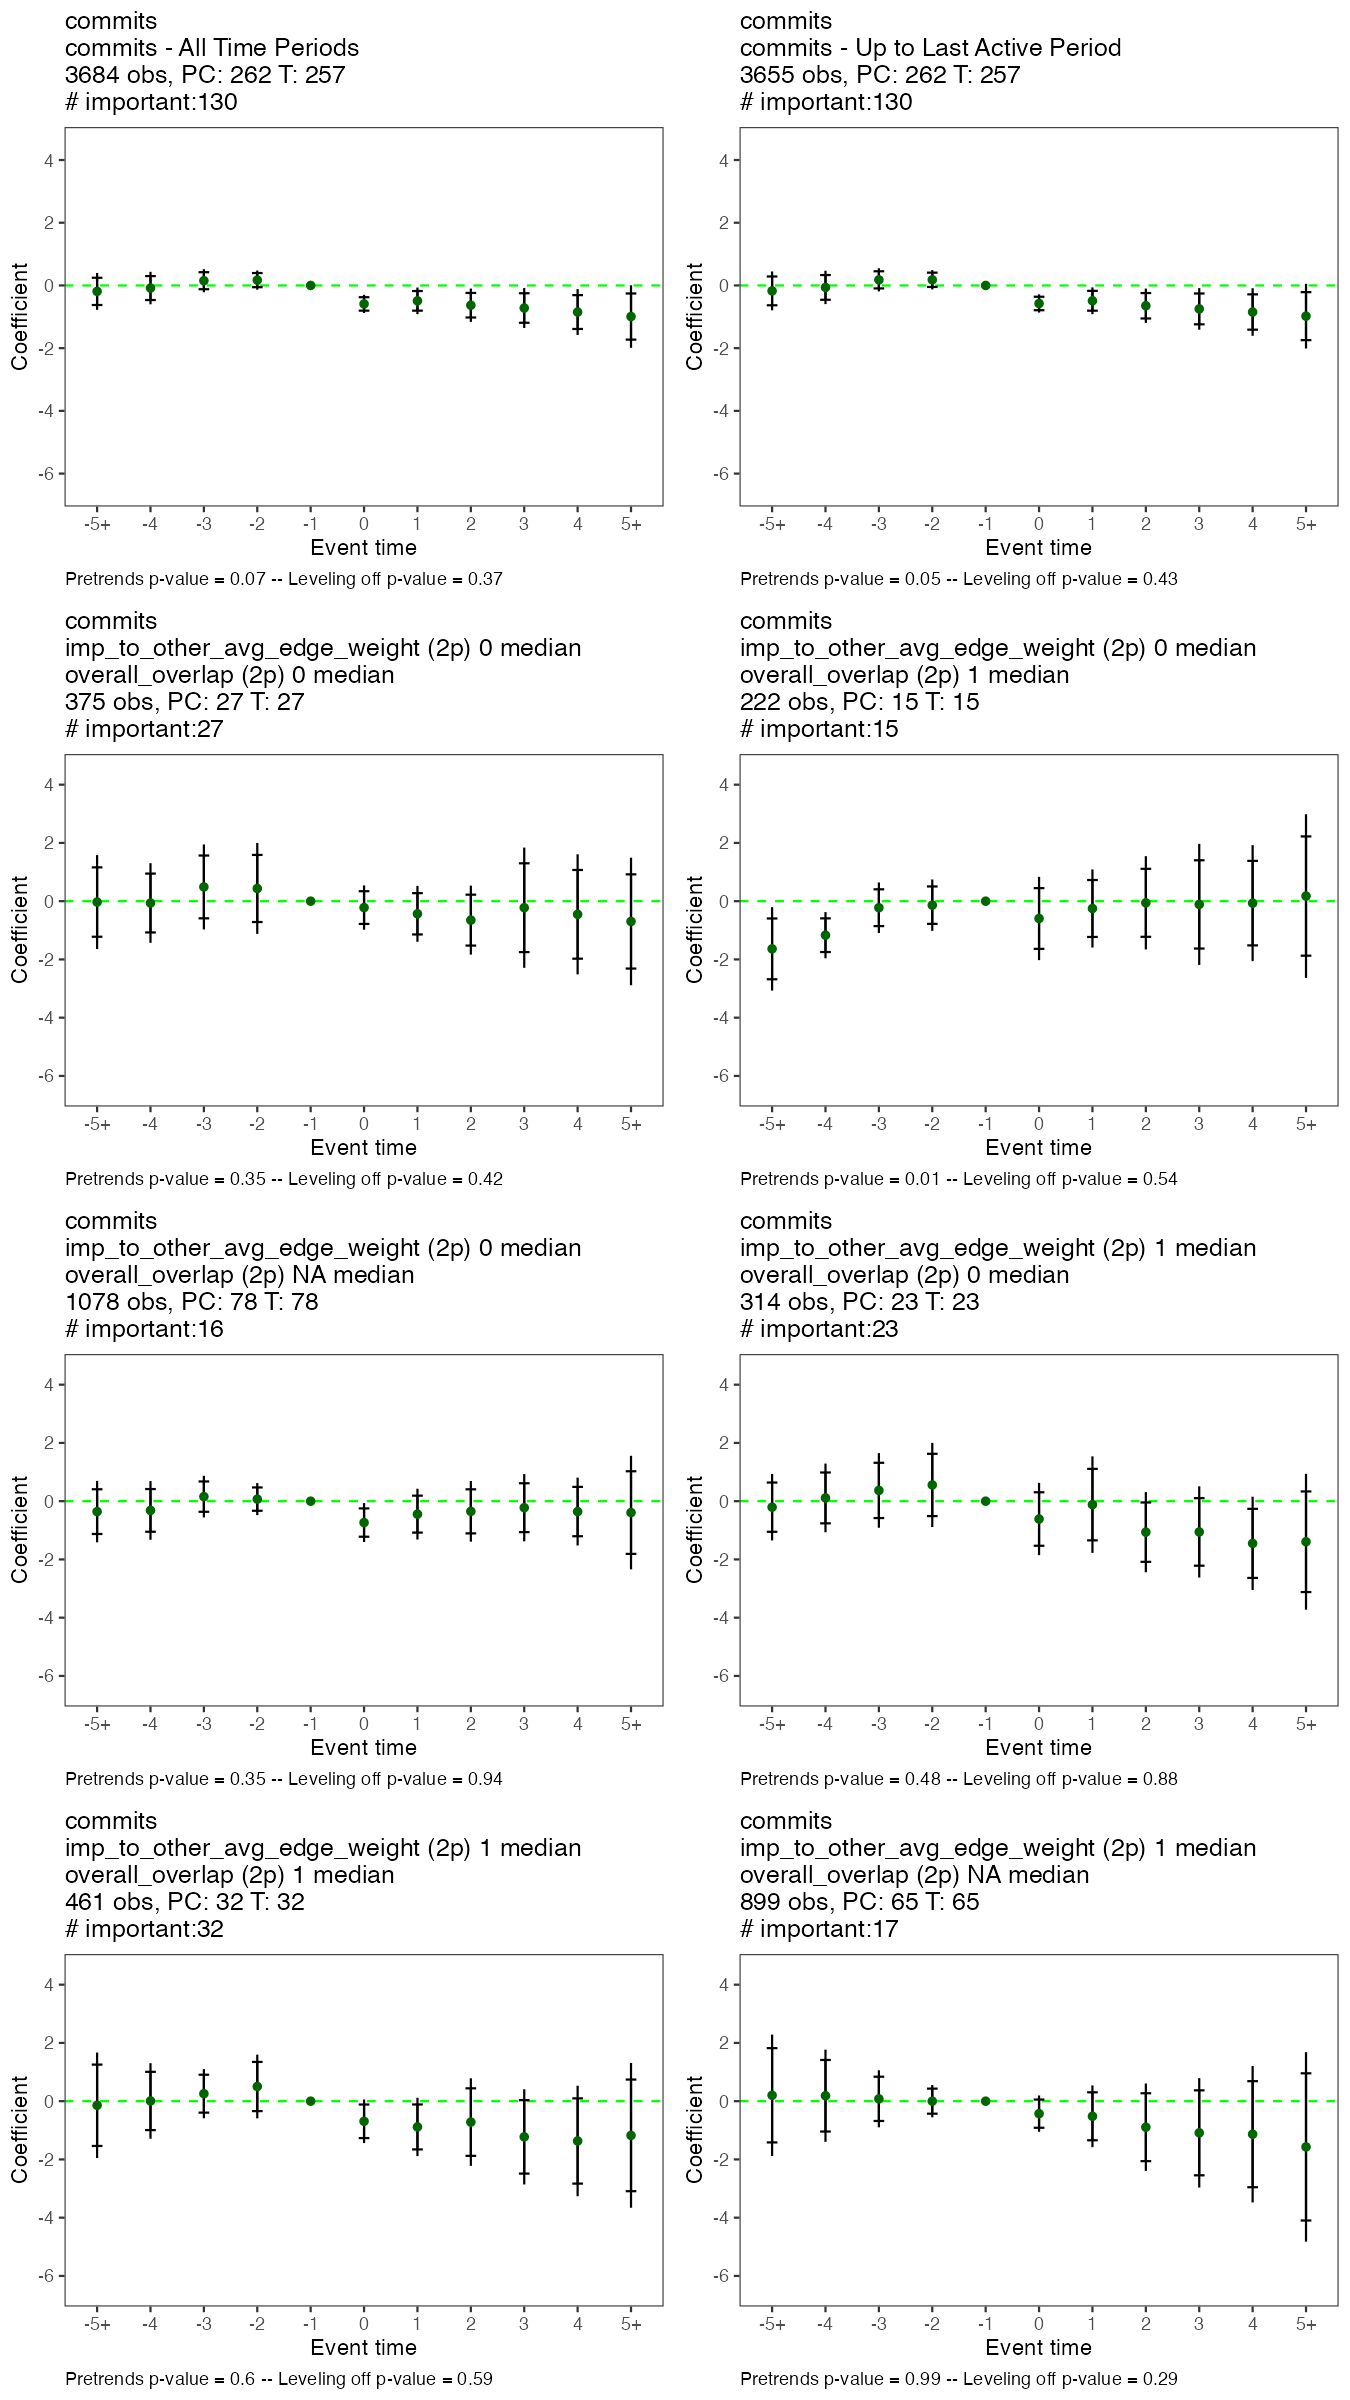 commits
commits - All Time Periods
3684 obs, PC: 262 T: 257
# important:130
4
2
0
-2
-4
-6
Coefficient
-5+ -4 -3 -2 -1 0 1 2 3 4 5+
Event time
Pretrends p-value = 0.07 -- Leveling off p-value = 0.37
commits
commits - Up to Last Active Period
3655 obs, PC: 262 T: 257
# important:130
4
2
0
-2
-4
-6
Coefficient
-5+ -4 -3 -2 -1 0 1 2 3 4 5+
Event time
Pretrends p-value = 0.05 -- Leveling off p-value = 0.43
commits
imp_to_other_avg_edge_weight (2p) 0 median
overall_overlap (2p) 0 median
375 obs, PC: 27 T: 27
# important:27
4
2
0
-2
-4
-6
Coefficient
-5+ -4 -3 -2 -1 0 1 2 3 4 5+
Event time
Pretrends p-value = 0.35 -- Leveling off p-value = 0.42
commits
imp_to_other_avg_edge_weight (2p) 0 median
overall_overlap (2p) 1 median
222 obs, PC: 15 T: 15
# important:15
4
2
0
-2
-4
-6
Coefficient
-5+ -4 -3 -2 -1 0 1 2 3 4 5+
Event time
Pretrends p-value = 0.01 -- Leveling off p-value = 0.54
commits
imp_to_other_avg_edge_weight (2p) 0 median
overall_overlap (2p) NA median
1078 obs, PC: 78 T: 78
# important:16
4
2
0
-2
-4
-6
Coefficient
-5+ -4 -3 -2 -1 0 1 2 3 4 5+
Event time
Pretrends p-value = 0.35 -- Leveling off p-value = 0.94
commits
imp_to_other_avg_edge_weight (2p) 1 median
overall_overlap (2p) 0 median
314 obs, PC: 23 T: 23
# important:23
4
2
0
-2
-4
-6
Coefficient
-5+ -4 -3 -2 -1 0 1 2 3 4 5+
Event time
Pretrends p-value = 0.48 -- Leveling off p-value = 0.88
commits
imp_to_other_avg_edge_weight (2p) 1 median
overall_overlap (2p) 1 median
461 obs, PC: 32 T: 32
# important:32
4
2
0
-2
-4
-6
Coefficient
-5+ -4 -3 -2 -1 0 1 2 3 4 5+
Event time
Pretrends p-value = 0.6 -- Leveling off p-value = 0.59
commits
imp_to_other_avg_edge_weight (2p) 1 median
overall_overlap (2p) NA median
899 obs, PC: 65 T: 65
# important:17
4
2
0
-2
-4
-6
Coefficient
-5+ -4 -3 -2 -1 0 1 2 3 4 5+
Event time
Pretrends p-value = 0.99 -- Leveling off p-value = 0.29